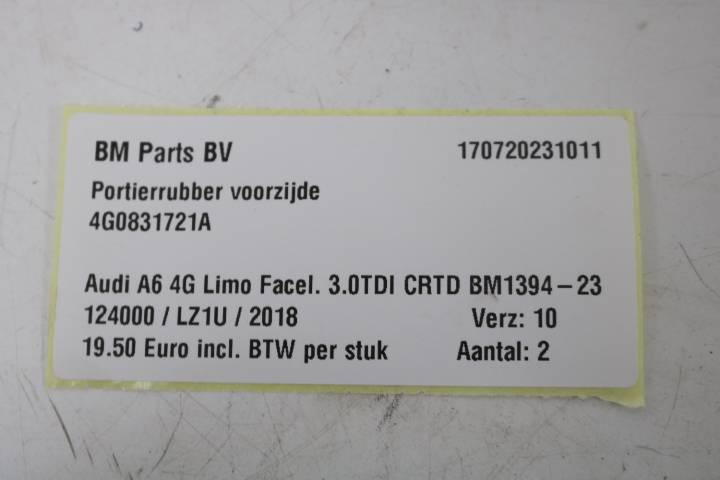 BM Parts BV 170720231011
Portierrubber voorzijde
4G0831721A
Audi A6 4G Limo Facel. 3.0TDI CRTD BM1394-23
124000 / LZ1U / 2018 Verz: 10
19.50 Euro incl. BTW per stuk Aantal: 2